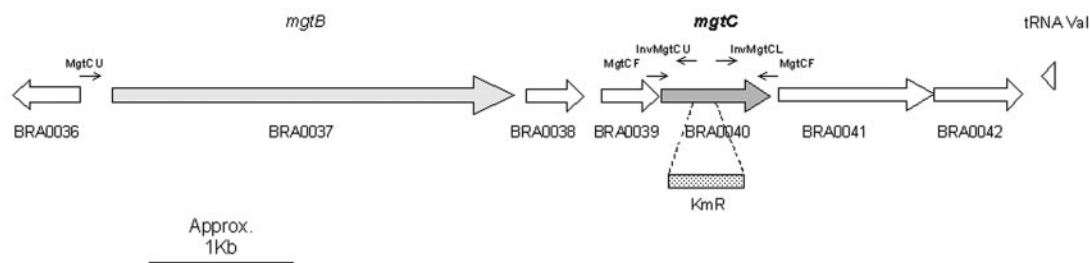 mgtB mgtC tRNA Val
InvMgtCU InvMgtCL
MgtCU MgtCF MgtCF
BRA0036 BRA0037 BRA0038 BRA0039 BRA0040 BRA0041 BRA0042
KmR
Approx.
1Kb